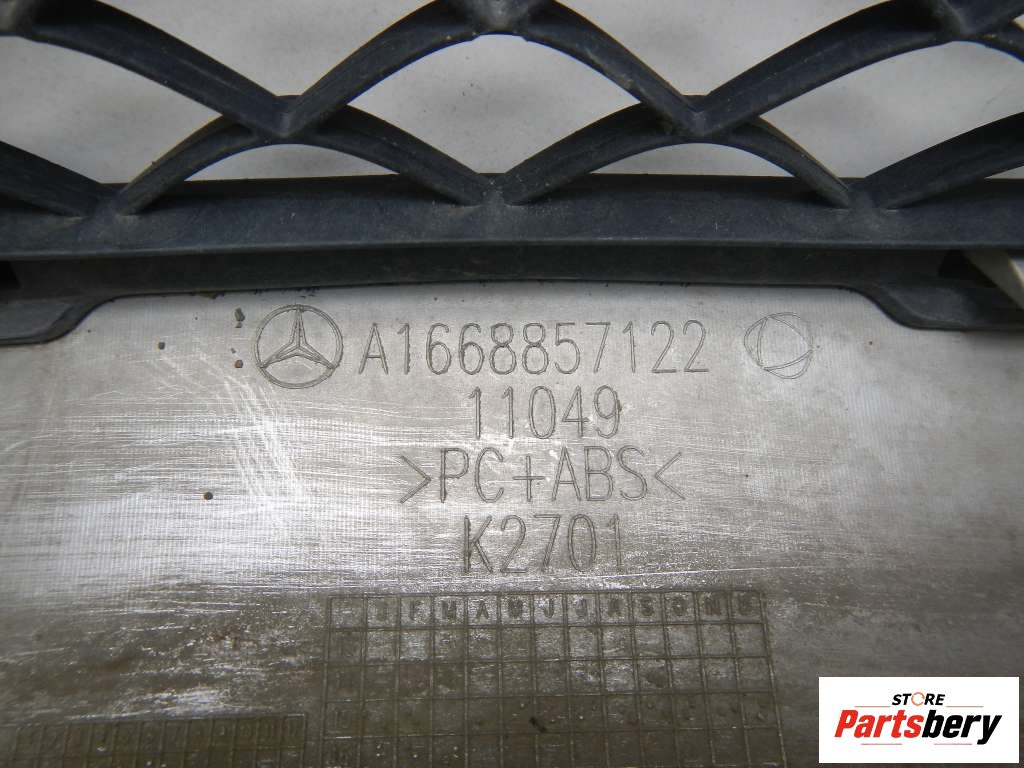 A1668857122
11049
>PC+ABS<
K2701
J F M A M J J A S O N D
STORE
Partsbery